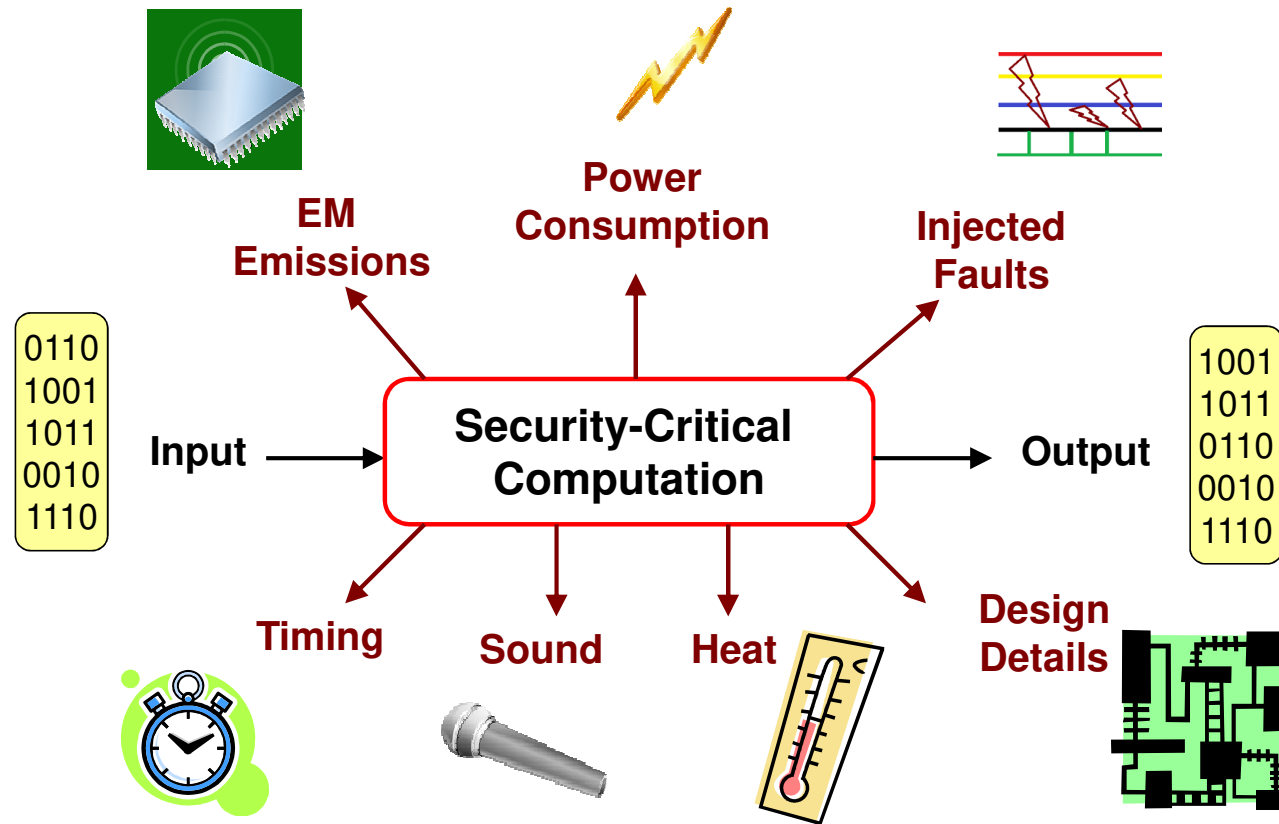 Power
Consumption
EM
Emissions
Injected
Faults
0110
1001
1011
0010
1110
Input
Security-Critical
Computation
Output
1001
1011
0110
0010
1110
Timing
Sound
Heat
Design
Details